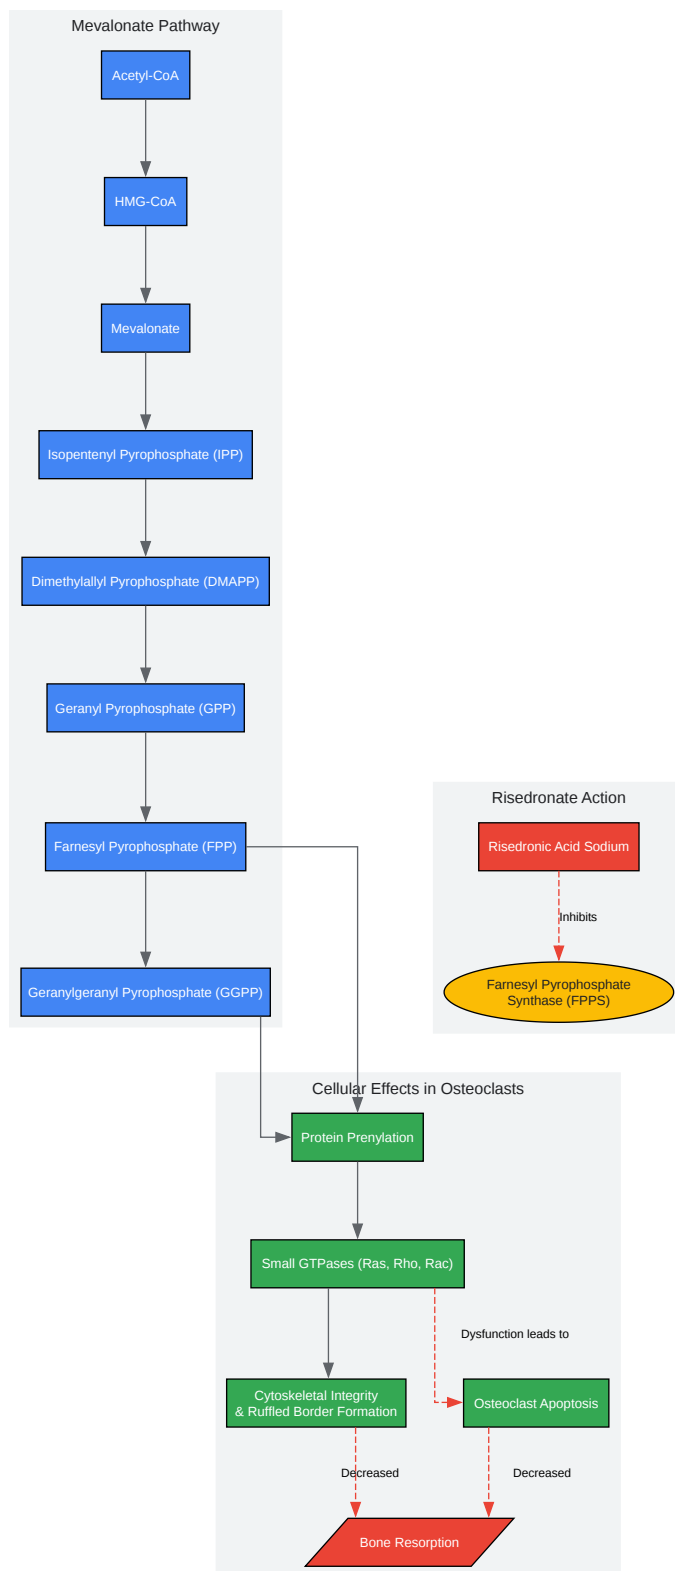 Mevalonate Pathway
Acetyl-CoA
HMG-CoA
Mevalonate
Isopentenyl Pyrophosphate (IPP)
Dimethylallyl Pyrophosphate (DMAPP)
Geranyl Pyrophosphate (GPP)
Farnesyl Pyrophosphate (FPP)
Geranylgeranyl Pyrophosphate (GGPP)
Risedronate Action
Risedronic Acid Sodium
Inhibits
Farnesyl Pyrophosphate
Synthase (FPPS)
Cellular Effects in Osteoclasts
Protein Prenylation
Small GTPases (Ras, Rho, Rac)
Dysfunction leads to
Cytoskeletal Integrity
& Ruffled Border Formation
Osteoclast Apoptosis
Decreased
Decreased
Bone Resorption